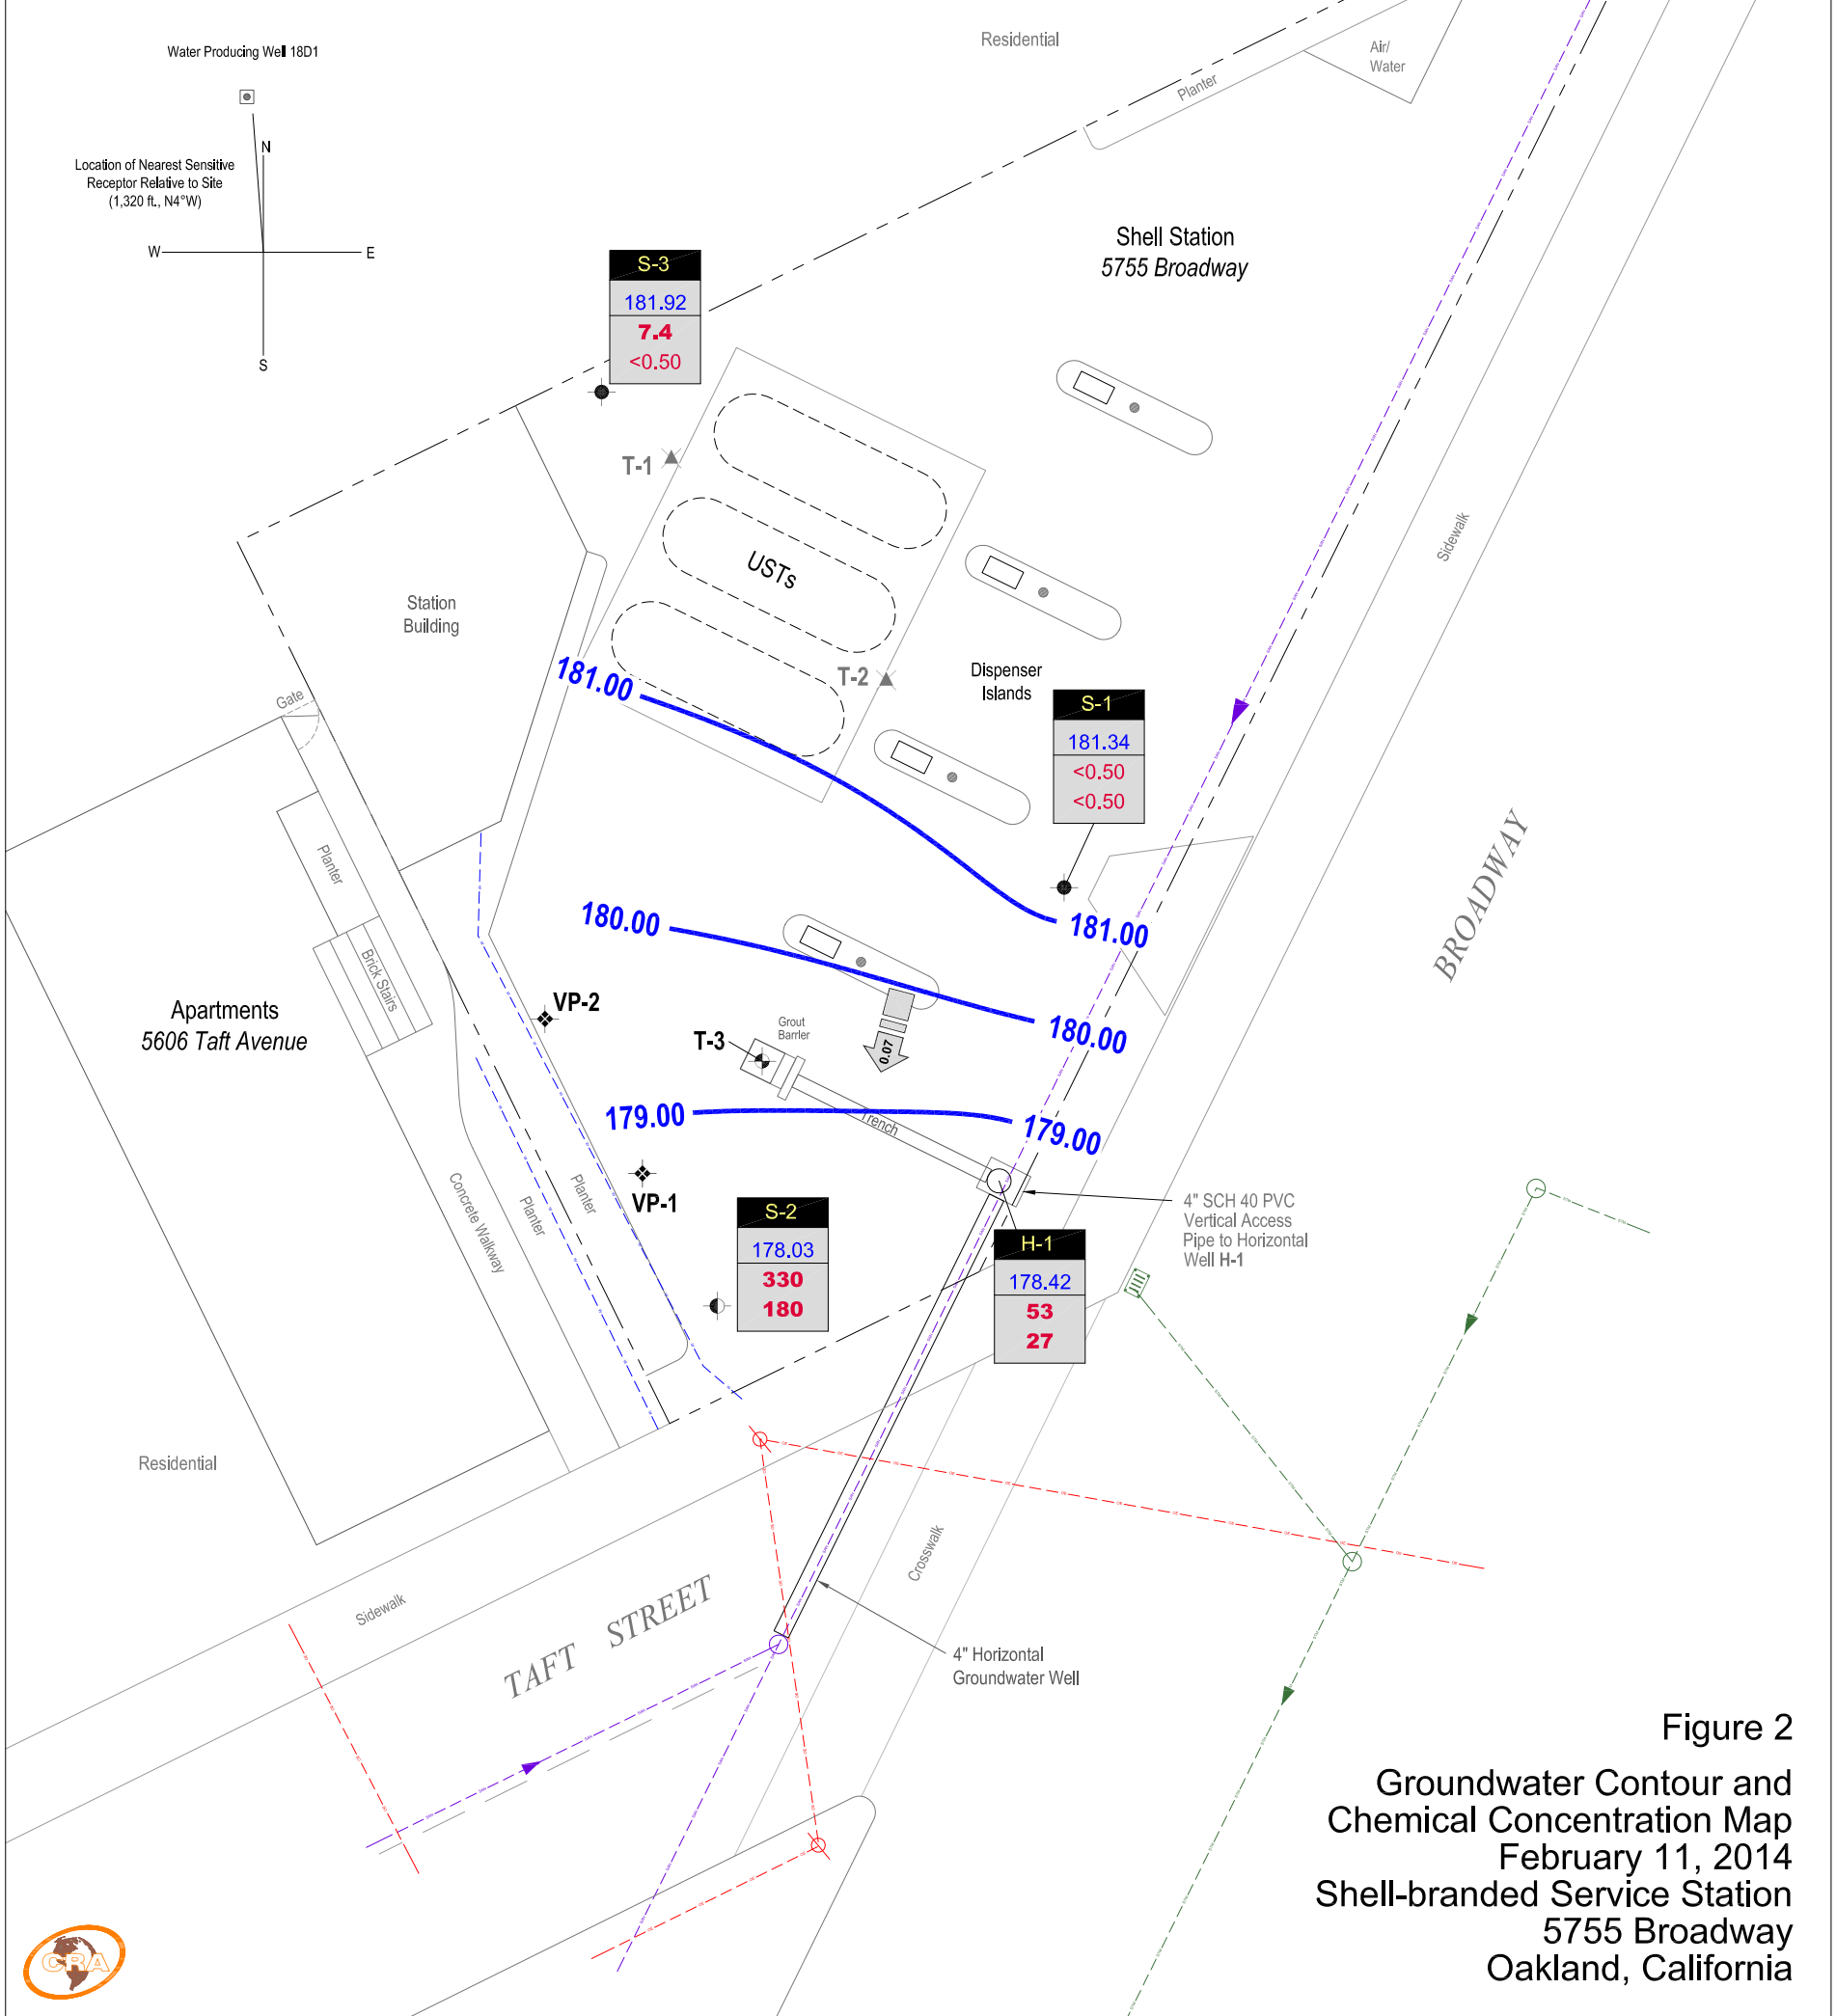 Water Producing Well 18D1
N
Location of Nearest Sensitive
Receptor Relative to Site
(1,320 ft., N4°W)
W
E
S
Residential
Air/
Water
Planter
Shell Station
5755 Broadway
S-3
181.92
7.4
<0.50
T-1
USTs
T-2
Station
Building
Gate
181.00
Dispenser
Islands
S-1
181.34
<0.50
<0.50
Sidewalk
BROADWAY
181.00
Planter
Brick Stairs
180.00
180.00
Apartments
5606 Taft Avenue
VP-2
T-3
Grout
Barrier
0.07
179.00
Trench
179.00
VP-1
Concrete Walkway
Planter
Planter
S-2
178.03
330
180
H-1
178.42
53
27
4" SCH 40 PVC
Vertical Access
Pipe to Horizontal
Well H-1
Residential
Sidewalk
TAFT STREET
Crosswalk
4" Horizontal
Groundwater Well
Figure 2
Groundwater Contour and
Chemical Concentration Map
February 11, 2014
Shell-branded Service Station
5755 Broadway
Oakland, California
CRA